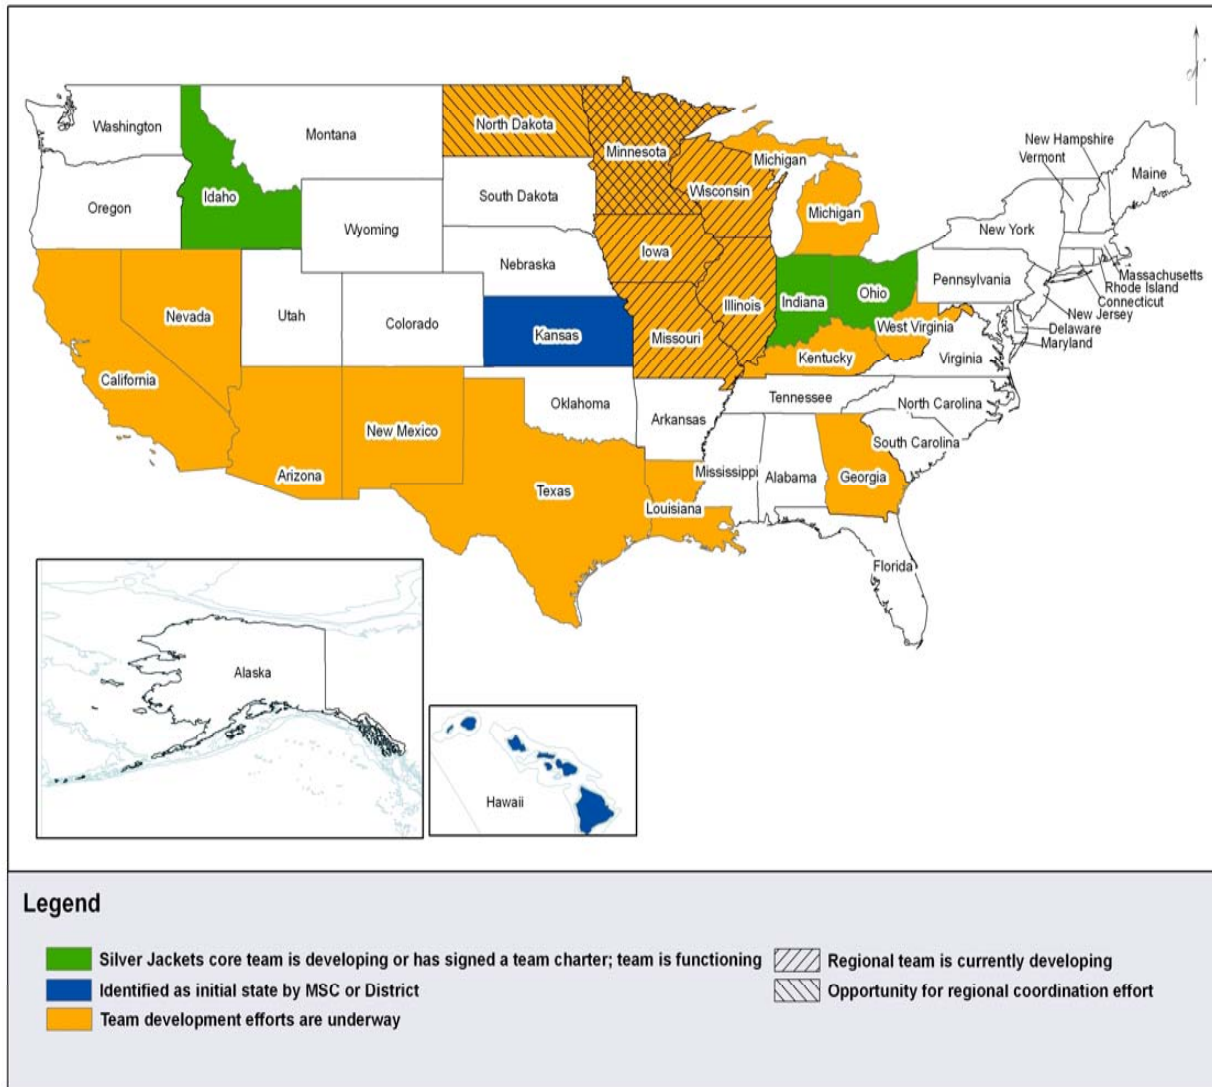 Washington
Montana
North Dakota
Minnesota
Michigan
New Hampshire
Vermont
Maine
Oregon
Idaho
South Dakota
Wisconsin
Michigan
Wyoming
New York
Iowa
Nebraska
Pennsylvania
Massachusetts
Rhode Island
Connecticut
New Jersey
Delaware
Maryland
Nevada
Utah
Colorado
Kansas
Missouri
Illinois
Indiana
Ohio
West Virginia
Kentucky
Virginia
California
Oklahoma
Arkansas
Tennessee
North Carolina
South Carolina
Arizona
New Mexico
Texas
Louisiana
Mississippi
Alabama
Georgia
Florida
Alaska
Hawaii
Legend
Silver Jackets core team is developing or has signed a team charter; team is functioning
Identified as initial state by MSC or District
Team development efforts are underway
Regional team is currently developing
Opportunity for regional coordination effort